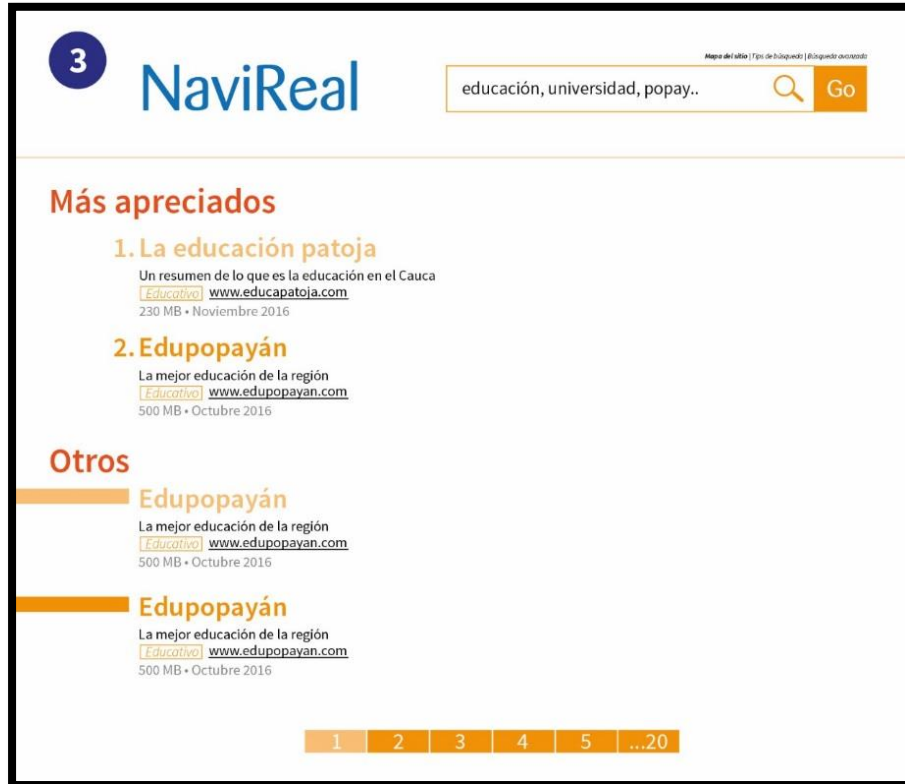 3
NaviReal
Mapa del sitio | Tips de búsqueda | Búsqueda avanzada
educación, universidad, popay..
Go
Más apreciados
1. La educación patoja
Un resumen de lo que es la educación en el Cauca
Educativo www.educapatoja.com
230 MB • Noviembre 2016
2. Edupopayán
La mejor educación de la región
Educativo www.edupopayan.com
500 MB • Octubre 2016
Otros
Edupopayán
La mejor educación de la región
Educativo www.edupopayan.com
500 MB • Octubre 2016
Edupopayán
La mejor educación de la región
Educativo www.edupopayan.com
500 MB • Octubre 2016
1 2 3 4 5 ...20